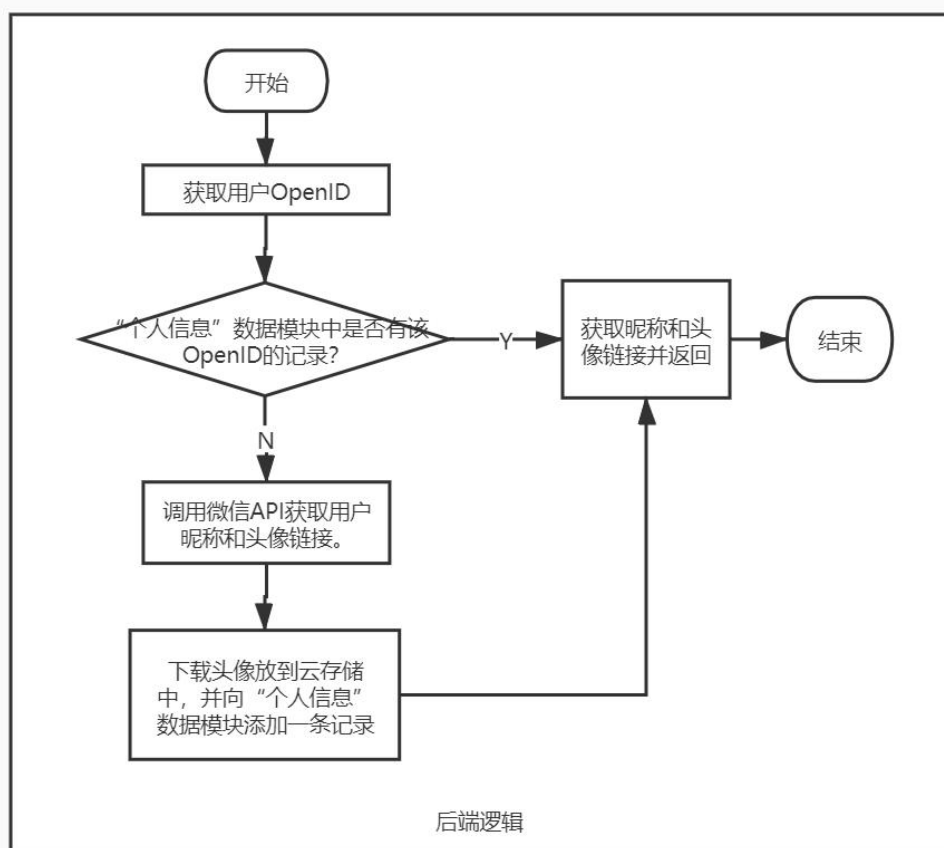 开始
获取用户OpenID
“个人信息”数据模块中是否有该
OpenID的记录？
Y
获取昵称和头
像链接并返回
结束
N
调用微信API获取用户
昵称和头像链接。
下载头像放到云存储
中，并向“个人信息”
数据模块添加一条记录
后端逻辑